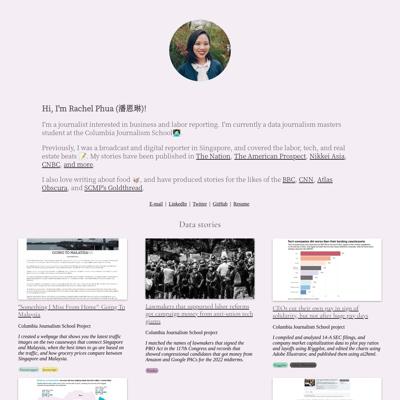 Hi, I'm Rachel Phua (潘恩琳)!
I'm a journalist interested in business and labor reporting. I'm currently a data journalism masters
student at the Columbia Journalism School
Previously, I was a broadcast and digital reporter in Singapore, and covered the labor, tech, and real
estate beats. My stories have been published in The Nation, The American Prospect, Nikkei Asia,
CNBC, and more.
I also love writing about food, and have produced stories for the likes of the BBC, CNN, Atlas
Obscura, and SCMP's Goldthread.
E-mail | LinkedIn | Twitter | GitHub | Resume
Data stories
GOING TO MALAYSIA
"Something I Miss From Home": Going To
Malaysia
Columbia Journalism School Project
I created a webpage that shows you the latest traffic
images on the two causeways that connect Singapore
and Malaysia, when the best times to go are based on
the traffic, and how grocery prices compare between
Singapore and Malaysia.
Lawmakers that supported labor reforms
got campaign money from anti-union tech
giants
Columbia Journalism School project
I matched the names of lawmakers that signed the
PRO Act in the 117th Congress and records that
showed congressional candidates that got money from
Amazon and Google PACs for the 2022 midterms.
CEOs cut their own pay in sign of
solidarity, but not after huge pay days
Columbia Journalism School project
I compiled and analyzed 14-A SEC filings, and
company market capitalization data to plot pay ratios
and layoffs using R/ggplot, and edited the charts using
Adobe Illustrator, and published them using ai2html.